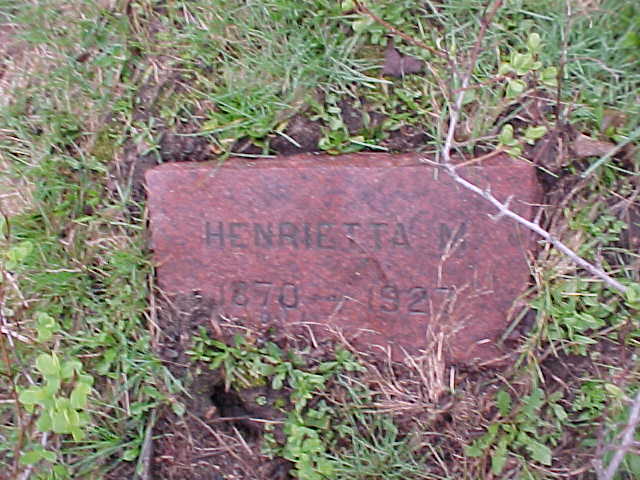 HENRIETTA M.
1870 — 1927